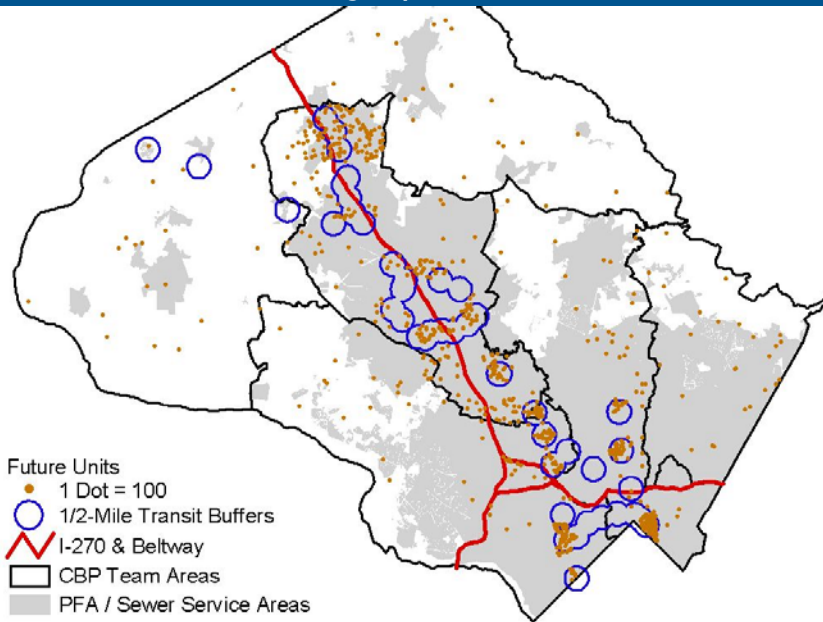 Future Units
1 Dot = 100
1/2-Mile Transit Buffers
I-270 & Beltway
CBP Team Areas
PFA / Sewer Service Areas